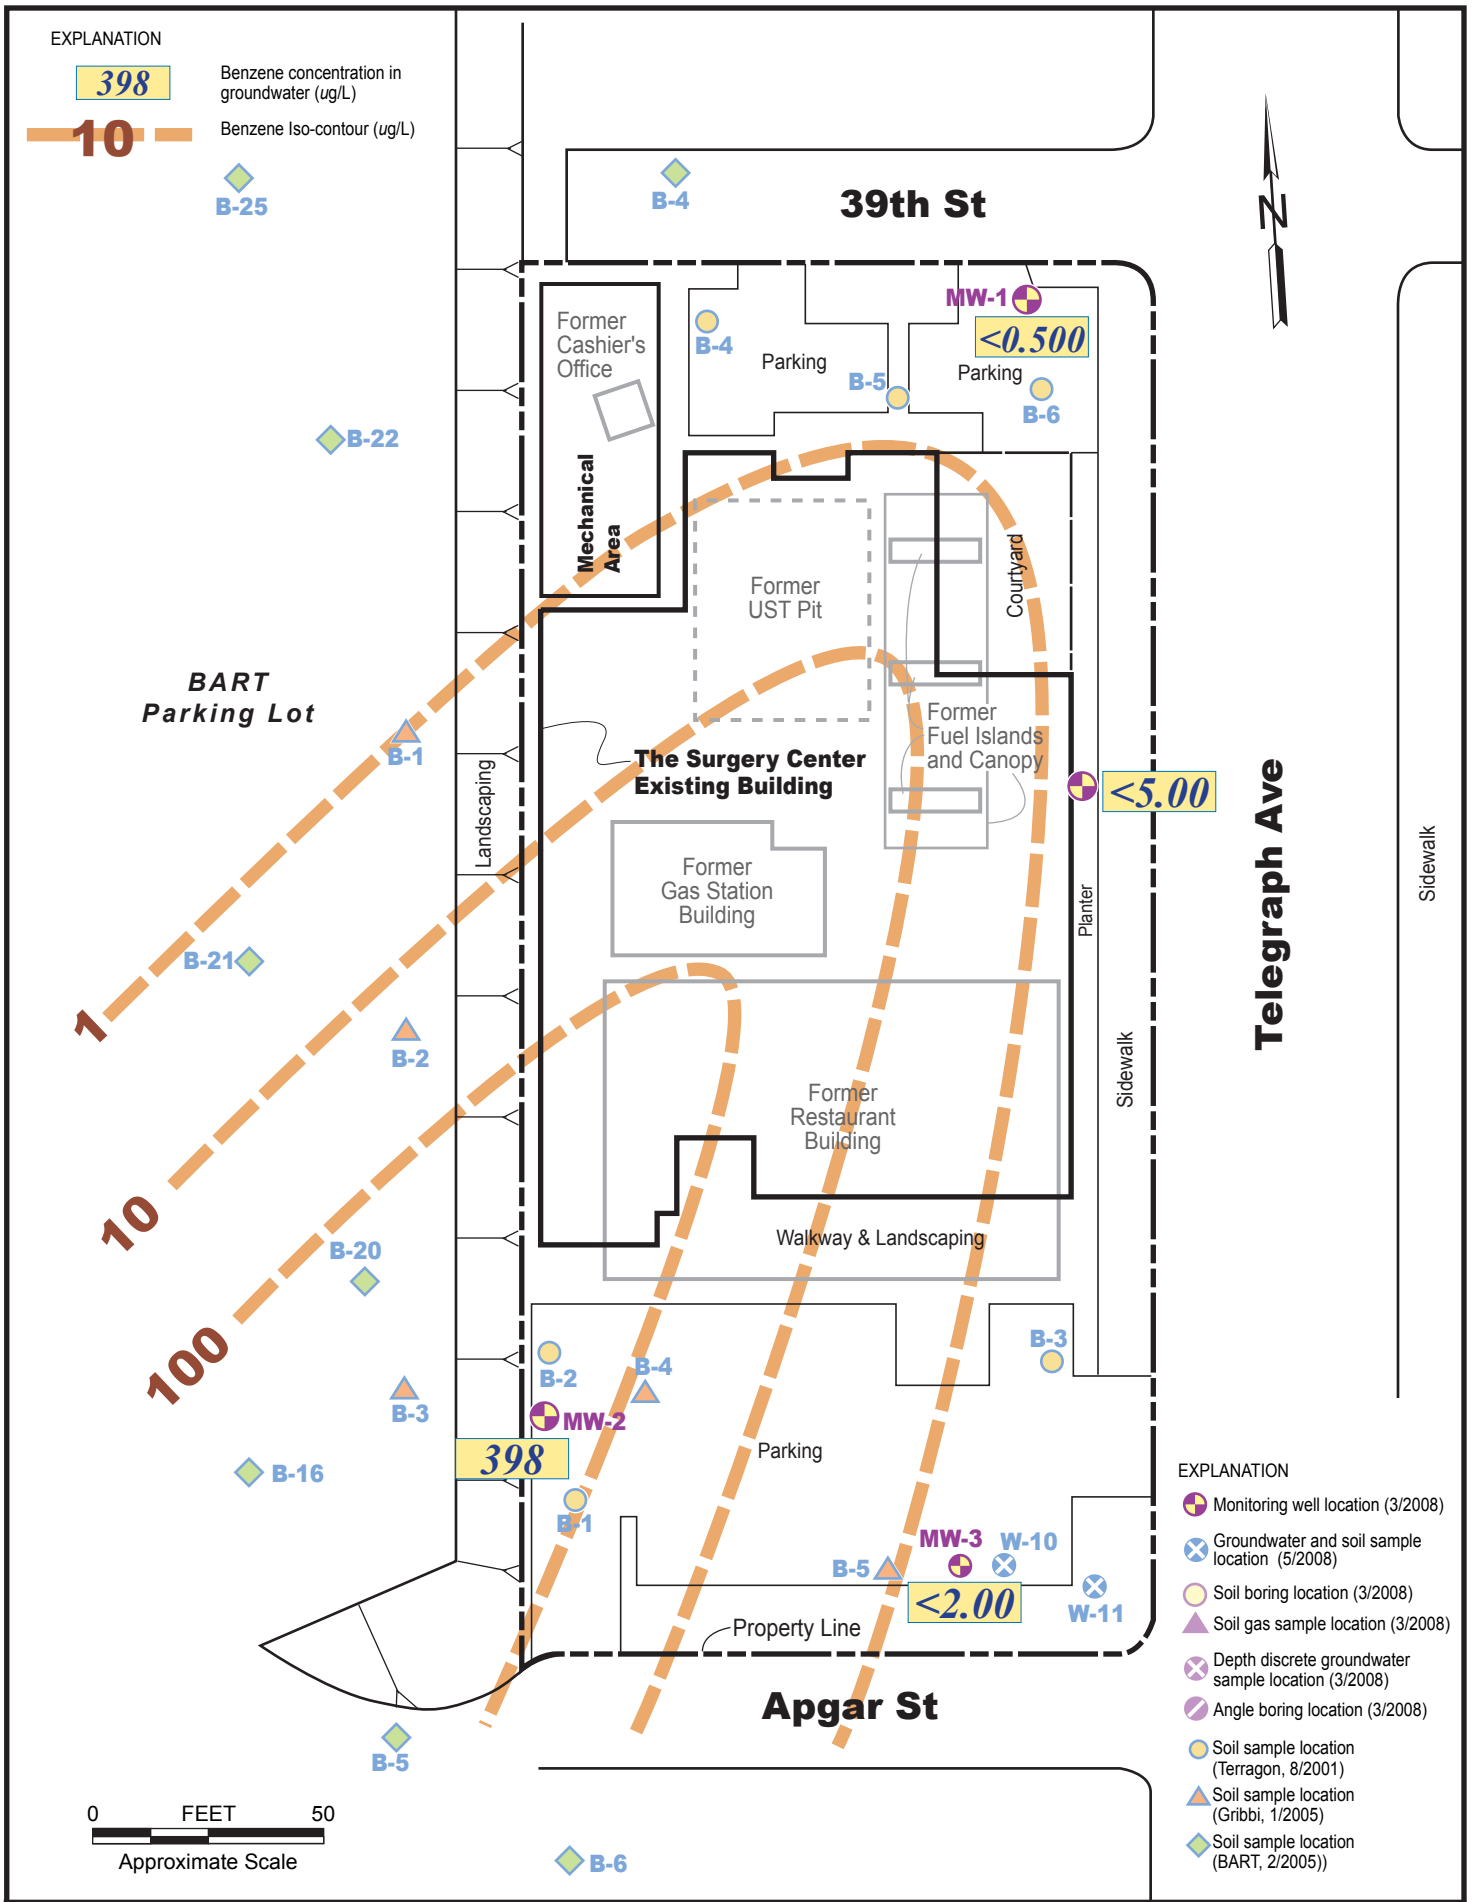 EXPLANATION
398
Benzene concentration in
groundwater (ug/L)
10
Benzene Iso-contour (ug/L)
B-25
B-4
39th St
N
MW-1
<0.500
Former
Cashier's
Office
B-4
Parking
B-5
Parking
B-6
B-22
Mechanical
Area
Former
UST Pit
Courtyard
BART
Parking Lot
B-1
Landscaping
The Surgery Center
Existing Building
Former
Fuel Islands
and Canopy
<5.00
Telegraph Ave
Sidewalk
Former
Gas Station
Building
Planter
B-21
1
B-2
Sidewalk
Former
Restaurant
Building
10
Walkway & Landscaping
B-20
100
B-2
B-4
B-3
B-3
MW-2
398
Parking
B-16
B-1
MW-3
W-10
B-5
<2.00
W-11
Property Line
Apgar St
B-5
0 FEET 50
Approximate Scale
B-6
EXPLANATION
Monitoring well location (3/2008)
Groundwater and soil sample
location (5/2008)
Soil boring location (3/2008)
Soil gas sample location (3/2008)
Depth discrete groundwater
sample location (3/2008)
Angle boring location (3/2008)
Soil sample location
(Terragon, 8/2001)
Soil sample location
(Gribbi, 1/2005)
Soil sample location
(BART, 2/2005))